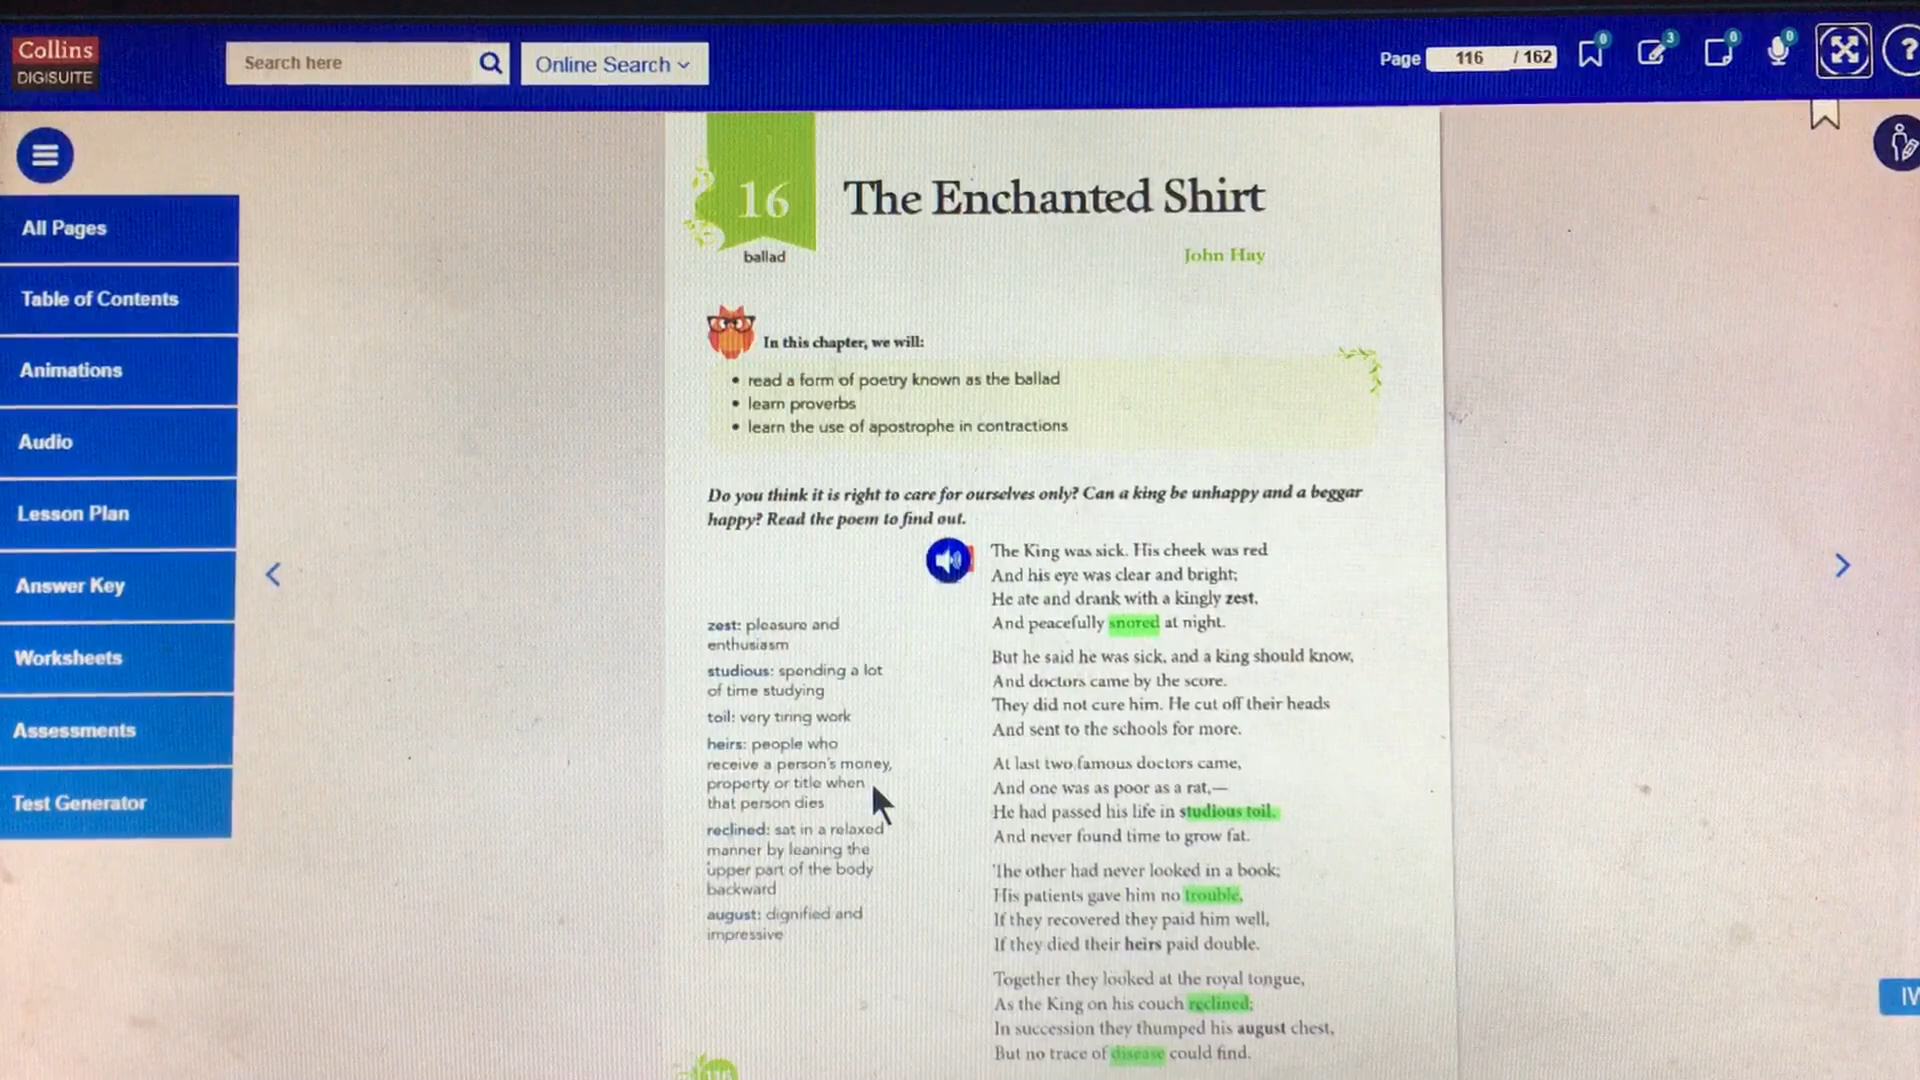 Collins
DIGISUITE
Search here
Online Search
Page 116 / 162
0
3
0
0
?
All Pages
Table of Contents
Animations
Audio
Lesson Plan
Answer Key
Worksheets
Assessments
Test Generator
16
ballad
The Enchanted Shirt
John Hay
In this chapter, we will:
• read a form of poetry known as the ballad
• learn proverbs
• learn the use of apostrophe in contractions
Do you think it is right to care for ourselves only? Can a king be unhappy and a beggar
happy? Read the poem to find out.
zest: pleasure and
enthusiasm
studious: spending a lot
of time studying
toil: very tiring work
heirs: people who
receive a person's money,
property or title when
that person dies
reclined: sat in a relaxed
manner by leaning the
upper part of the body
backward
august: dignified and
impressive
The King was sick. His cheek was red
And his eye was clear and bright;
He ate and drank with a kingly zest,
And peacefully snored at night.
But he said he was sick, and a king should know,
And doctors came by the score.
They did not cure him. He cut off their heads
And sent to the schools for more.
At last two famous doctors came,
And one was as poor as a rat,—
He had passed his life in studious toil,
And never found time to grow fat.
The other had never looked in a book;
His patients gave him no trouble,
If they recovered they paid him well,
If they died their heirs paid double.
Together they looked at the royal tongue,
As the King on his couch reclined;
In succession they thumped his august chest,
But no trace of disease could find.
116